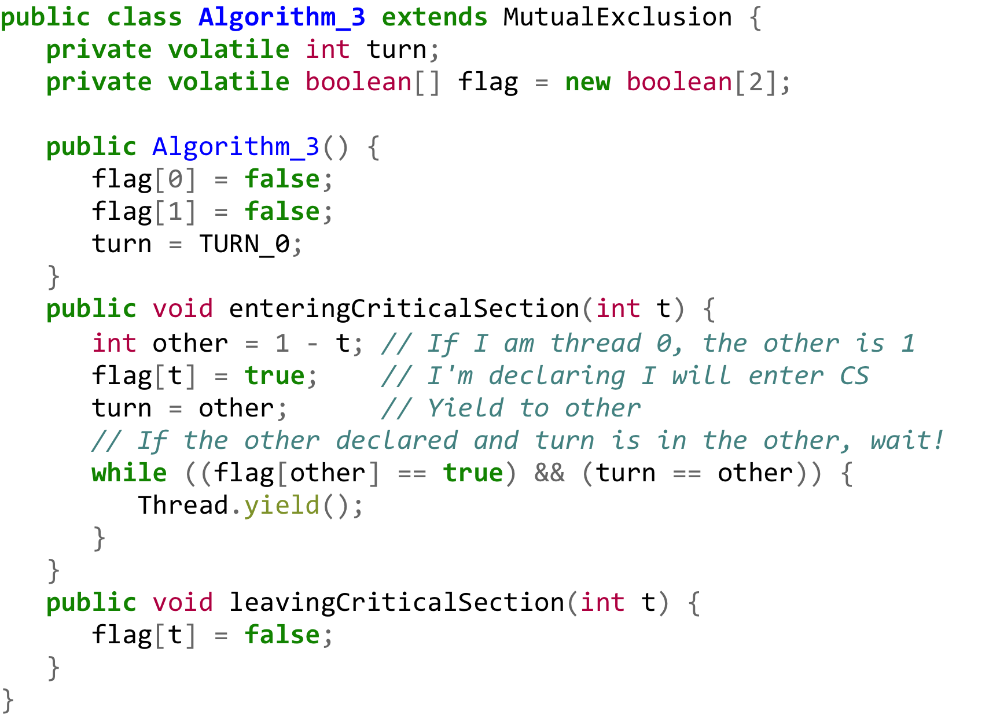 public class Algorithm_3 extends MutualExclusion {
   private volatile int turn;
   private volatile boolean[] flag = new boolean[2];

   public Algorithm_3() {
      flag[0] = false;
      flag[1] = false;
      turn = TURN_0;
   }
   public void enteringCriticalSection(int t) {
      int other = 1 - t; // If I am thread 0, the other is 1
      flag[t] = true;    // I'm declaring I will enter CS
      turn = other;      // Yield to other
      // If the other declared and turn is in the other, wait!
      while ((flag[other] == true) && (turn == other)) {
         Thread.yield();
      }
   }
   public void leavingCriticalSection(int t) {
      flag[t] = false;
   }
}